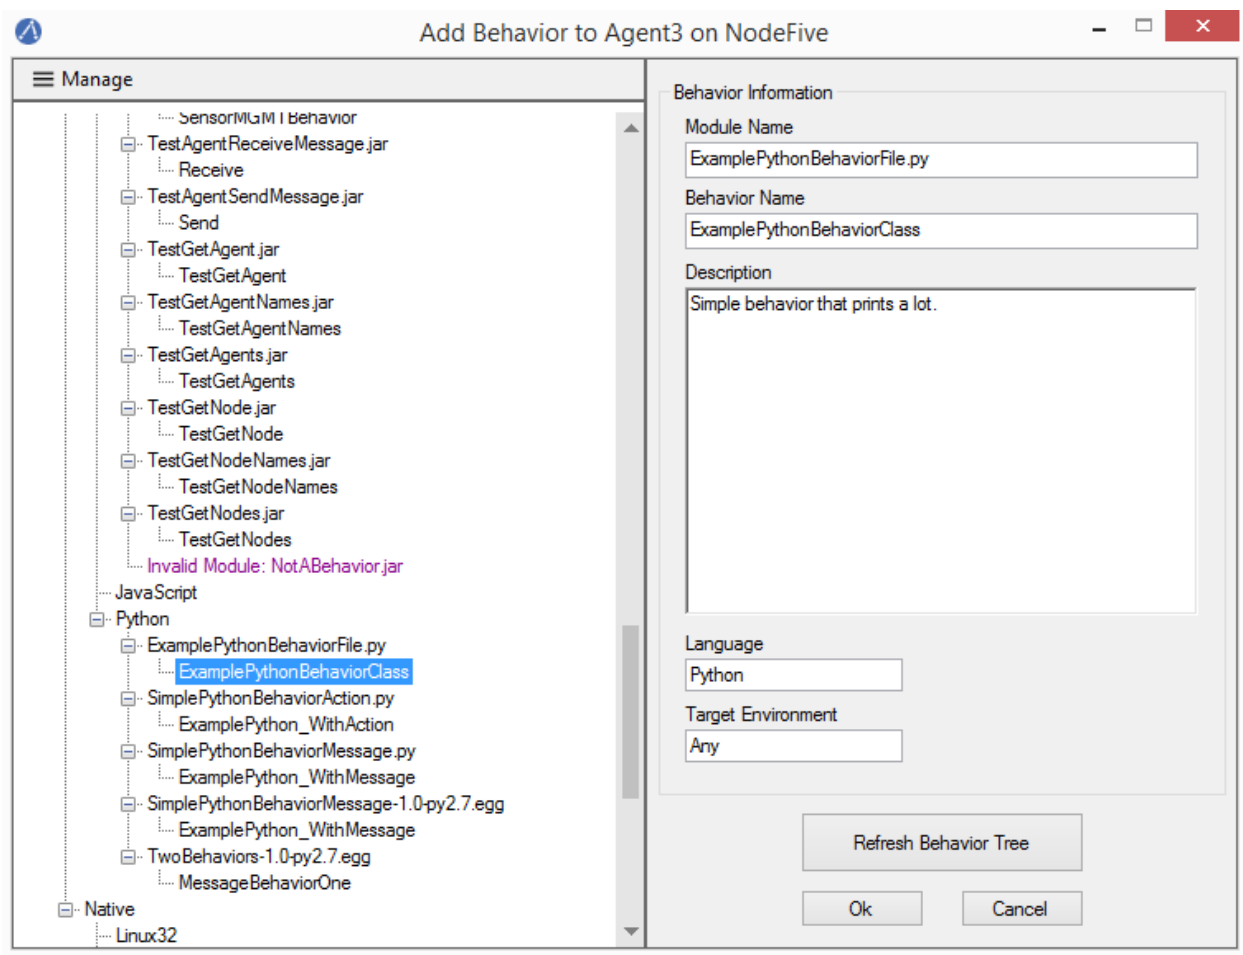 Add Behavior to Agent3 on NodeFive
Manage
SensorMGMTBehavior
TestAgentReceiveMessage.jar
Receive
TestAgentSendMessage.jar
Send
TestGetAgent.jar
TestGetAgent
TestGetAgentNames.jar
TestGetAgentNames
TestGetAgents.jar
TestGetAgents
TestGetNode.jar
TestGetNode
TestGetNodeNames.jar
TestGetNodeNames
TestGetNodes.jar
TestGetNodes
Invalid Module: NotABehavior.jar
JavaScript
Python
ExamplePythonBehaviorFile.py
ExamplePythonBehaviorClass
SimplePythonBehaviorAction.py
ExamplePython_WithAction
SimplePythonBehaviorMessage.py
ExamplePython_WithMessage
SimplePythonBehaviorMessage-1.0-py2.7.egg
ExamplePython_WithMessage
TwoBehaviors-1.0-py2.7.egg
MessageBehaviorOne
Native
Linux32
Behavior Information
Module Name
ExamplePythonBehaviorFile.py
Behavior Name
ExamplePythonBehaviorClass
Description
Simple behavior that prints a lot.
Language
Python
Target Environment
Any
Refresh Behavior Tree
Ok
Cancel